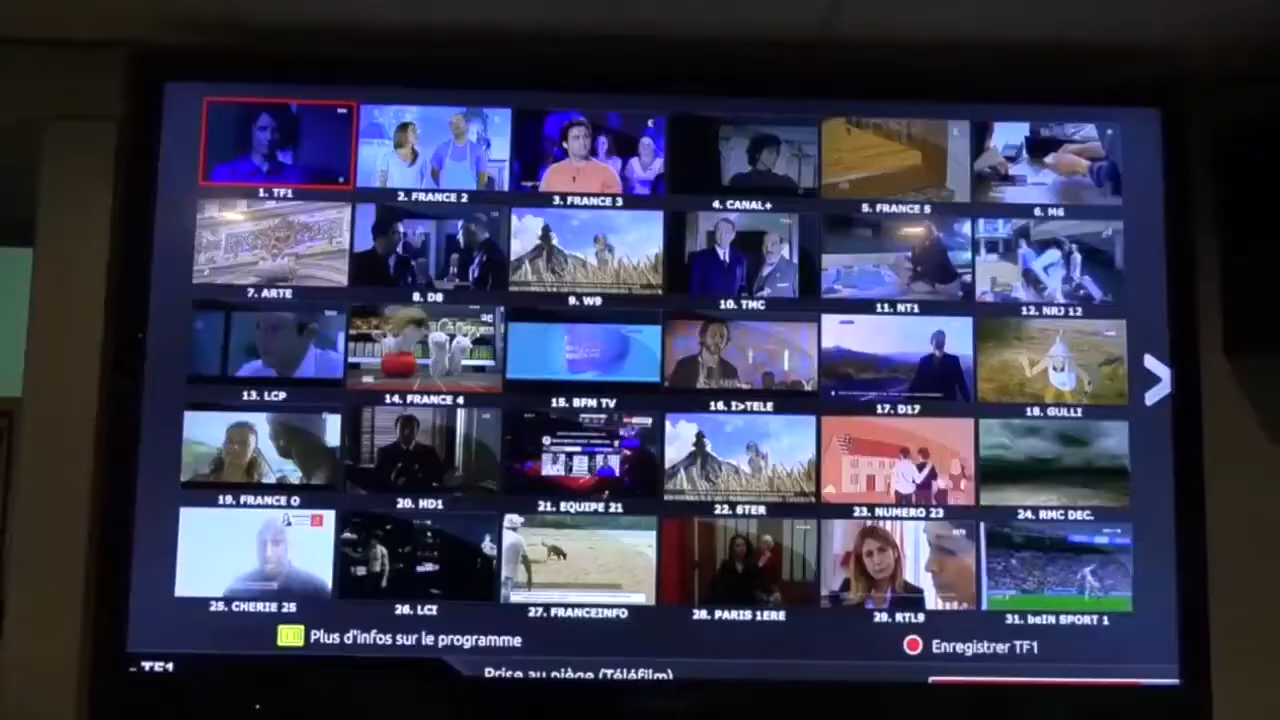 1. TF1
2. FRANCE 2
3. FRANCE 3
4. CANAL+
5. FRANCE 5
6. M6
7. ARTE
8. D8
9. W9
10. TMC
11. NT1
12. NRJ 12
13. LCP
14. FRANCE 4
15. BFM TV
16. I>TELE
17. D17
18. GULLI
19. FRANCE O
20. HD1
21. EQUIPE 21
22. 6TER
23. NUMERO 23
24. RMC DEC.
25. CHERIE 25
26. LCI
27. FRANCEINFO
28. PARIS 1ERE
29. RTL9
31. beIN SPORT 1
Plus d'infos sur le programme
Enregistrer TF1
TF1
Prise au piège (Téléfilm)